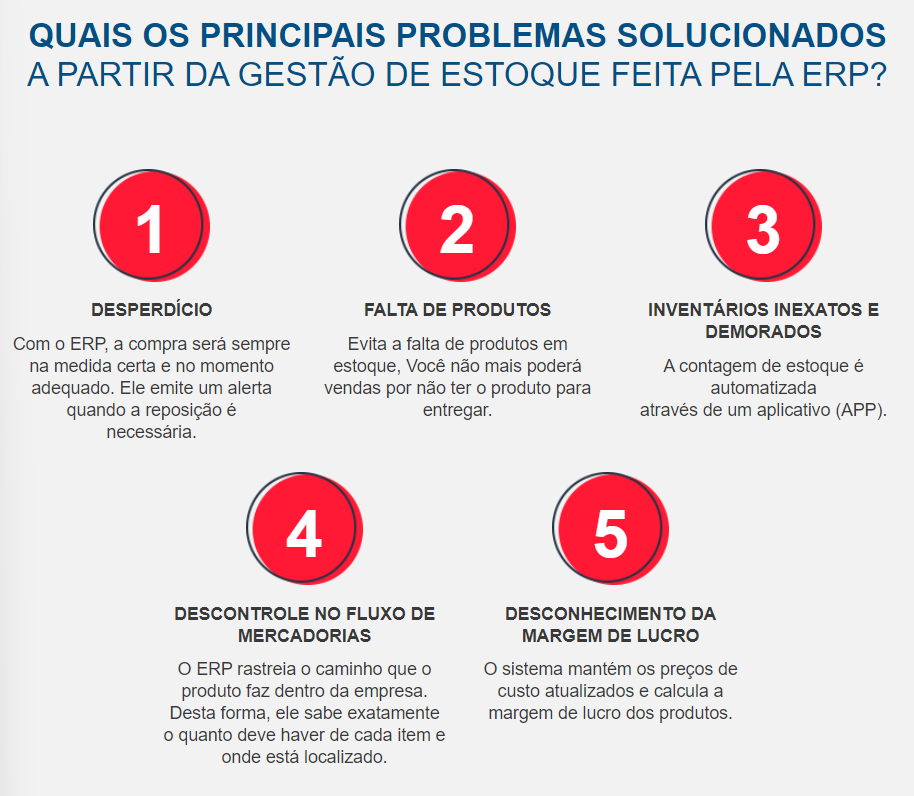 QUAIS OS PRINCIPAIS PROBLEMAS SOLUCIONADOS
A PARTIR DA GESTÃO DE ESTOQUE FEITA PELA ERP?
1
DESPERDÍCIO
Com o ERP, a compra será sempre
na medida certa e no momento
adequado. Ele emite um alerta
quando a reposição é
necessária.
2
FALTA DE PRODUTOS
Evita a falta de produtos em
estoque, Você não mais poderá
vendas por não ter o produto para
entregar.
3
INVENTÁRIOS INEXATOS E
DEMORADOS
A contagem de estoque é
automatizada
através de um aplicativo (APP).
4
DESCONTROLE NO FLUXO DE
MERCADORIAS
O ERP rastreia o caminho que o
produto faz dentro da empresa.
Desta forma, ele sabe exatamente
o quanto deve haver de cada item e
onde está localizado.
5
DESCONHECIMENTO DA
MARGEM DE LUCRO
O sistema mantém os preços de
custo atualizados e calcula a
margem de lucro dos produtos.